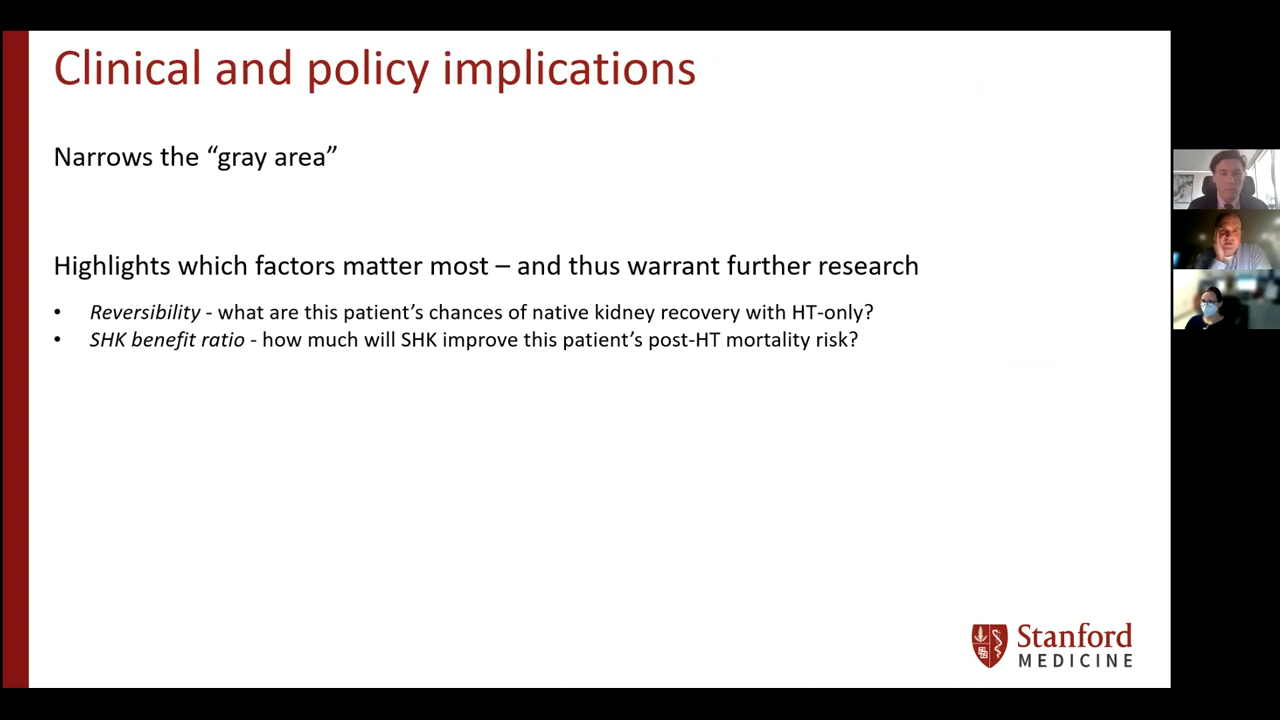 Clinical and policy implications
Narrows the “gray area”
Highlights which factors matter most – and thus warrant further research
• Reversibility - what are this patient’s chances of native kidney recovery with HT-only?
• SHK benefit ratio - how much will SHK improve this patient’s post-HT mortality risk?
Stanford
MEDICINE